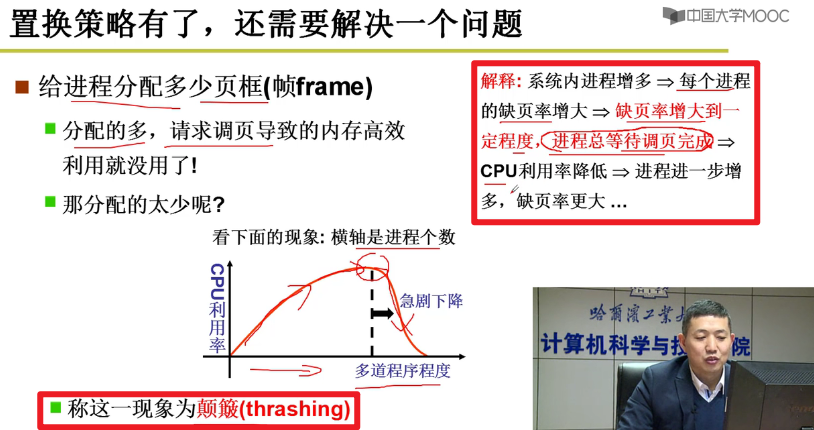 置换策略有了，还需要解决一个问题
中国大学MOOC
给进程分配多少页框(帧frame)
分配的多，请求调页导致的内存高效
利用就没用了!
那分配的太少呢?
解释: 系统内进程增多 ⇒ 每个进程
的缺页率增大 ⇒ 缺页率增大到一
定程度，进程总等待调页完成 ⇒
CPU利用率降低 ⇒ 进程进一步增
多，缺页率更大 ...
看下面的现象: 横轴是进程个数
CPU利用率
急剧下降
多道程序程度
称这一现象为颠簸(thrashing)
哈尔滨工业大
计算机科学与技 院